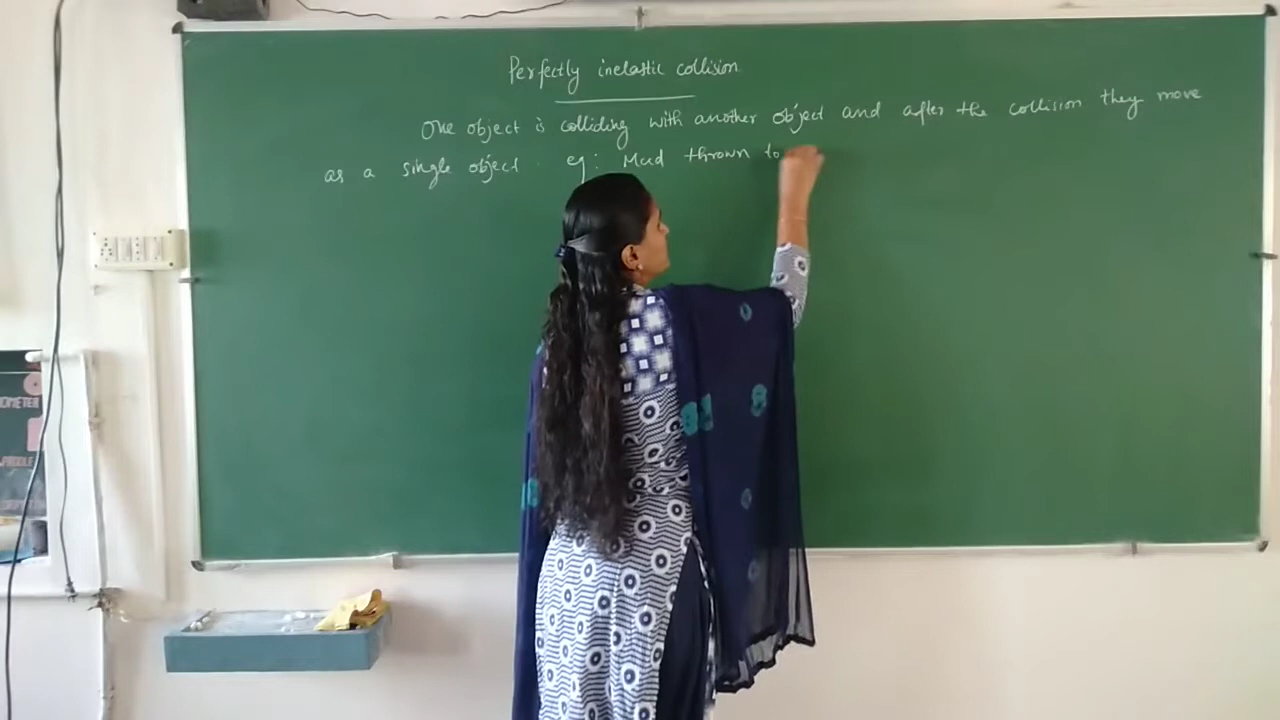 Perfectly inelastic collision
One object is colliding with another object and after the collision they move
as a single object. eg: Mud thrown to